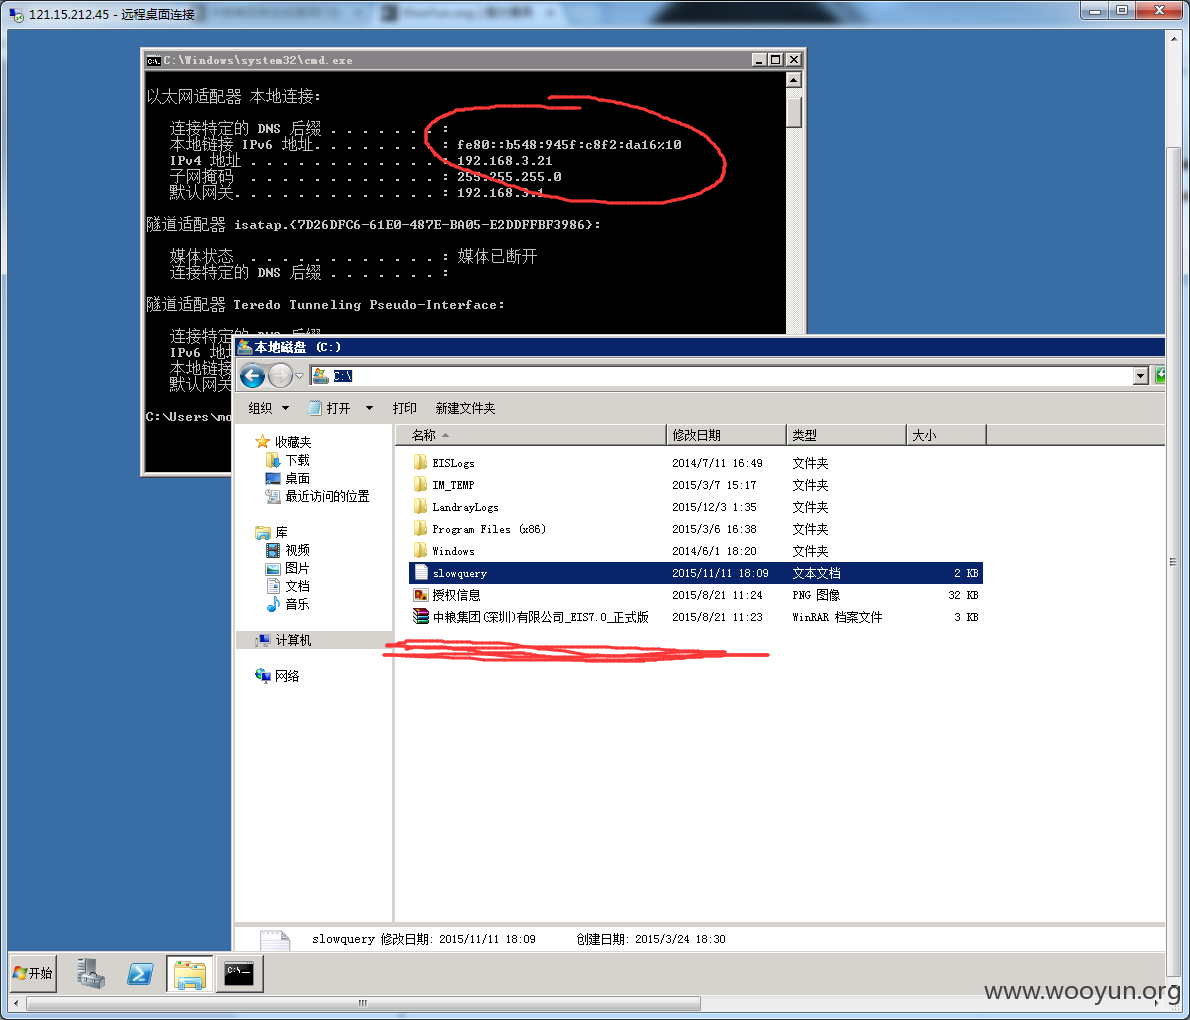 121.15.212.45 - 远程桌面连接
C:\Windows\system32\cmd.exe
以太网适配器 本地连接:
连接特定的 DNS 后缀 . . . . . . . :
本地链接 IPv6 地址. . . . . . . . : fe80::b548:945f:c8f2:da16%10
IPv4 地址 . . . . . . . . . . . . : 192.168.3.21
子网掩码 . . . . . . . . . . . . : 255.255.255.0
默认网关. . . . . . . . . . . . . : 192.168.3.1
隧道适配器 isatap.{7D26DFC6-61E0-487E-BA05-E2DDFFBF3986}:
媒体状态 . . . . . . . . . . . . : 媒体已断开
连接特定的 DNS 后缀 . . . . . . . :
隧道适配器 Teredo Tunneling Pseudo-Interface:
连接特定的 DNS 后缀
IPv6 地址
本地链接
默认网关
C:\Users\mo
本地磁盘 (C:)
C:\
组织 打开 打印 新建文件夹
名称 修改日期 类型 大小
收藏夹
下载
桌面
最近访问的位置
库
视频
图片
文档
音乐
计算机
网络
EISLogs 2014/7/11 16:49 文件夹
IM_TEMP 2015/3/7 15:17 文件夹
LandrayLogs 2015/12/3 1:35 文件夹
Program Files (x86) 2015/3/6 16:38 文件夹
Windows 2014/6/1 18:20 文件夹
slowquery 2015/11/11 18:09 文本文档 2 KB
授权信息 2015/8/21 11:24 PNG 图像 32 KB
中粮集团(深圳)有限公司_EIS7.0_正式版 2015/8/21 11:23 WinRAR 档案文件 3 KB
slowquery 修改日期: 2015/11/11 18:09 创建日期: 2015/3/24 18:30
开始
www.wooyun.org